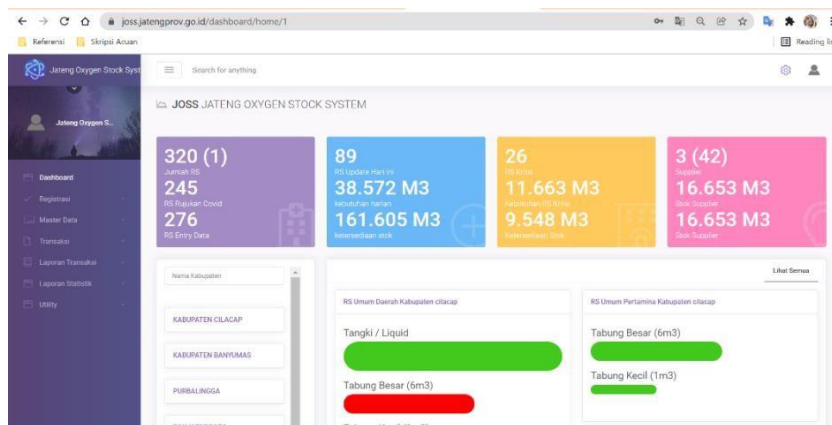 joss.jatengprov.go.id/dashboard/home/1
Referensi
Skripsi Acuan
Reading lis
Jateng Oxygen Stock Syst
Search for anything
Jateng Oxygen S...
JOSS JATENG OXYGEN STOCK SYSTEM
Dashboard
Registrasi
Master Data
Transaksi
Laporan Transaksi
Laporan Statistik
Utility
320 (1)
Jumlah RS
245
RS Rujukan Covid
276
RS Entry Data
89
RS Update Hari ini
38.572 M3
kebutuhan harian
161.605 M3
ketersediaan stok
26
RS Kritis
11.663 M3
Kebutuhan RS Kritis
9.548 M3
Ketersediaan Stok
3 (42)
Supplier
16.653 M3
Stok Supplier
16.653 M3
Stok Supplier
Nama Kabupaten
KABUPATEN CILACAP
KABUPATEN BANYUMAS
PURBALINGGA
Lihat Semua
RS Umum Daerah Kabupaten cilacap
Tangki / Liquid
Tabung Besar (6m3)
RS Umum Pertamina Kabupaten cilacap
Tabung Besar (6m3)
Tabung Kecil (1m3)